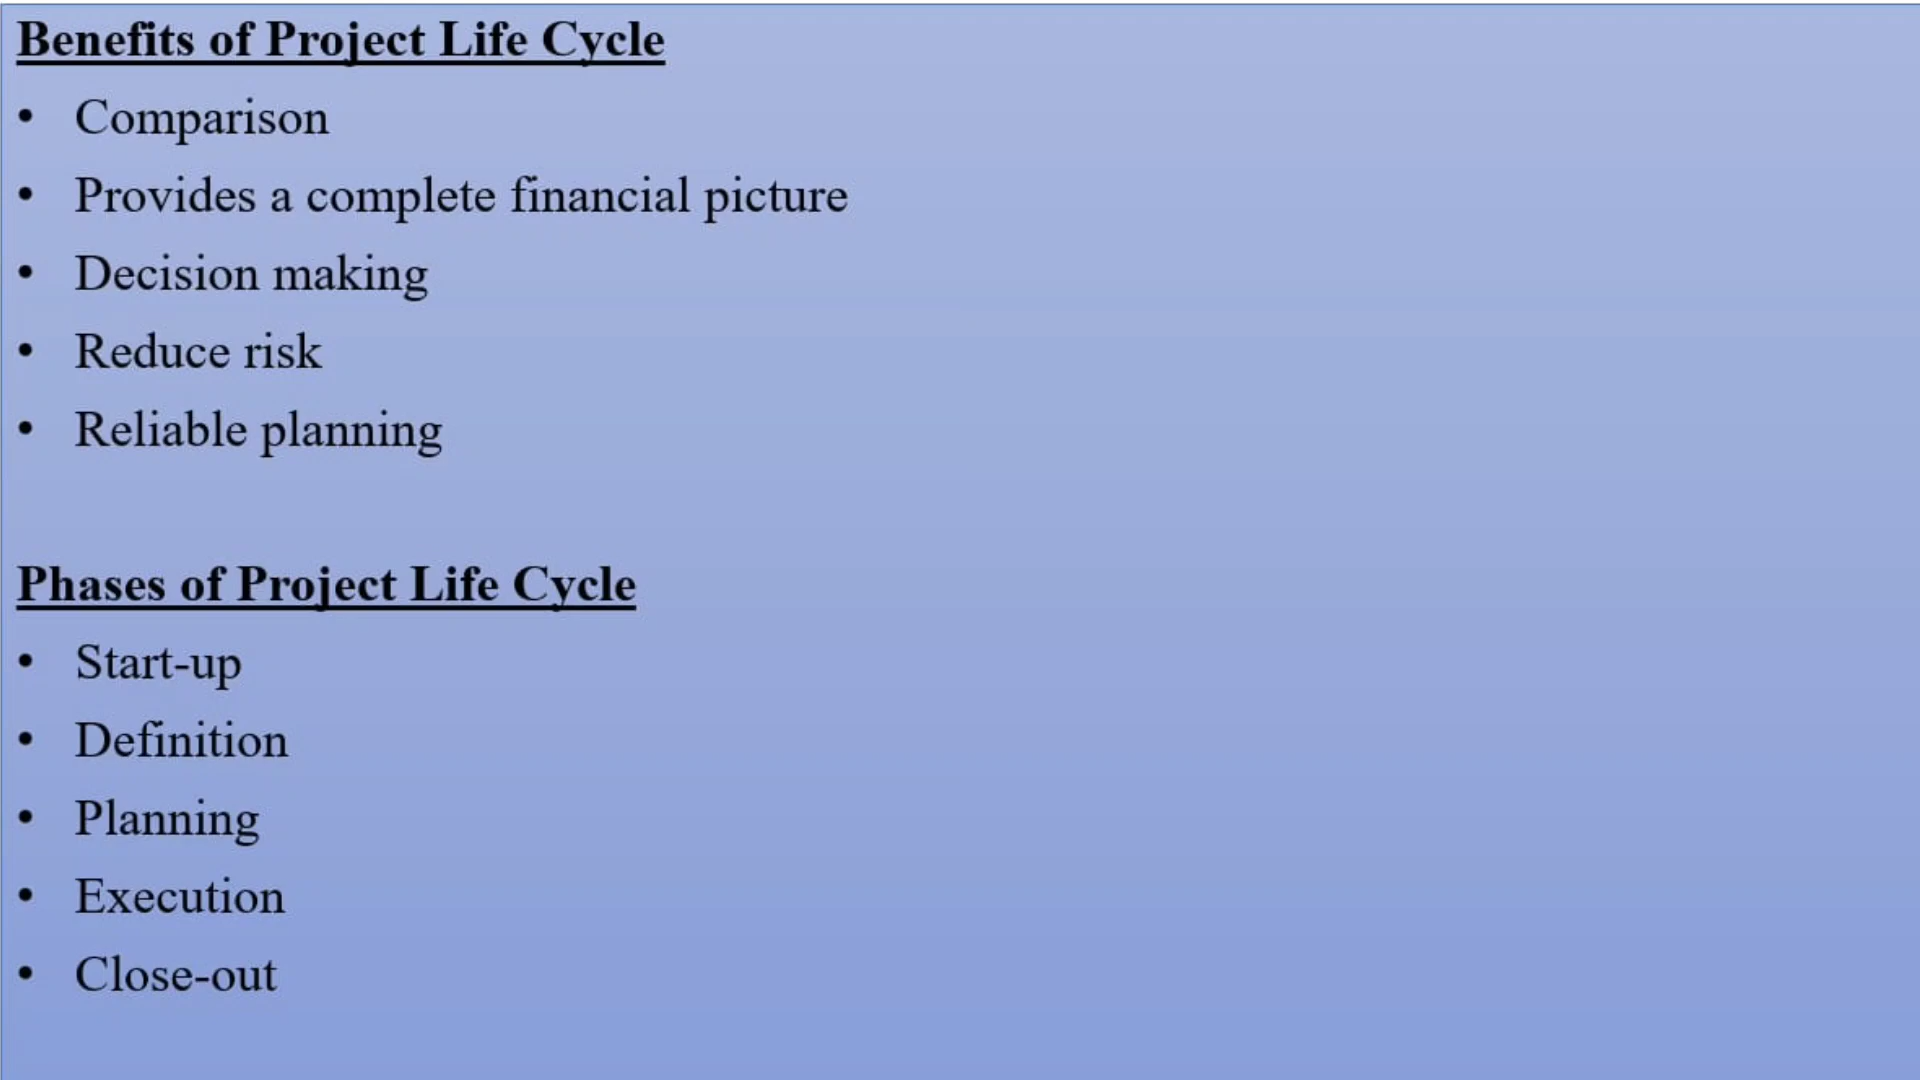 Benefits of Project Life Cycle
• Comparison
• Provides a complete financial picture
• Decision making
• Reduce risk
• Reliable planning
Phases of Project Life Cycle
• Start-up
• Definition
• Planning
• Execution
• Close-out